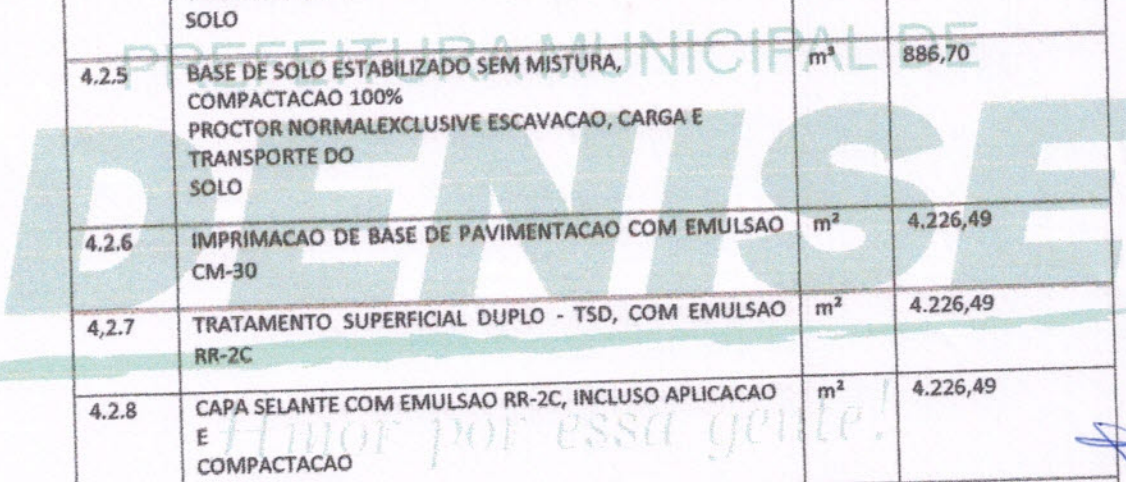 SOLO
PREFEITURA MUNICIPAL DE
DENISE
4.2.5 BASE DE SOLO ESTABILIZADO SEM MISTURA, m³ 886,70
COMPACTACAO 100%
PROCTOR NORMALEXCLUSIVE ESCAVACAO, CARGA E
TRANSPORTE DO
SOLO
4.2.6 IMPRIMACAO DE BASE DE PAVIMENTACAO COM EMULSAO m² 4.226,49
CM-30
4,2.7 TRATAMENTO SUPERFICIAL DUPLO - TSD, COM EMULSAO m² 4.226,49
RR-2C
4.2.8 CAPA SELANTE COM EMULSAO RR-2C, INCLUSO APLICACAO m² 4.226,49
E
COMPACTACAO
por essa gente!